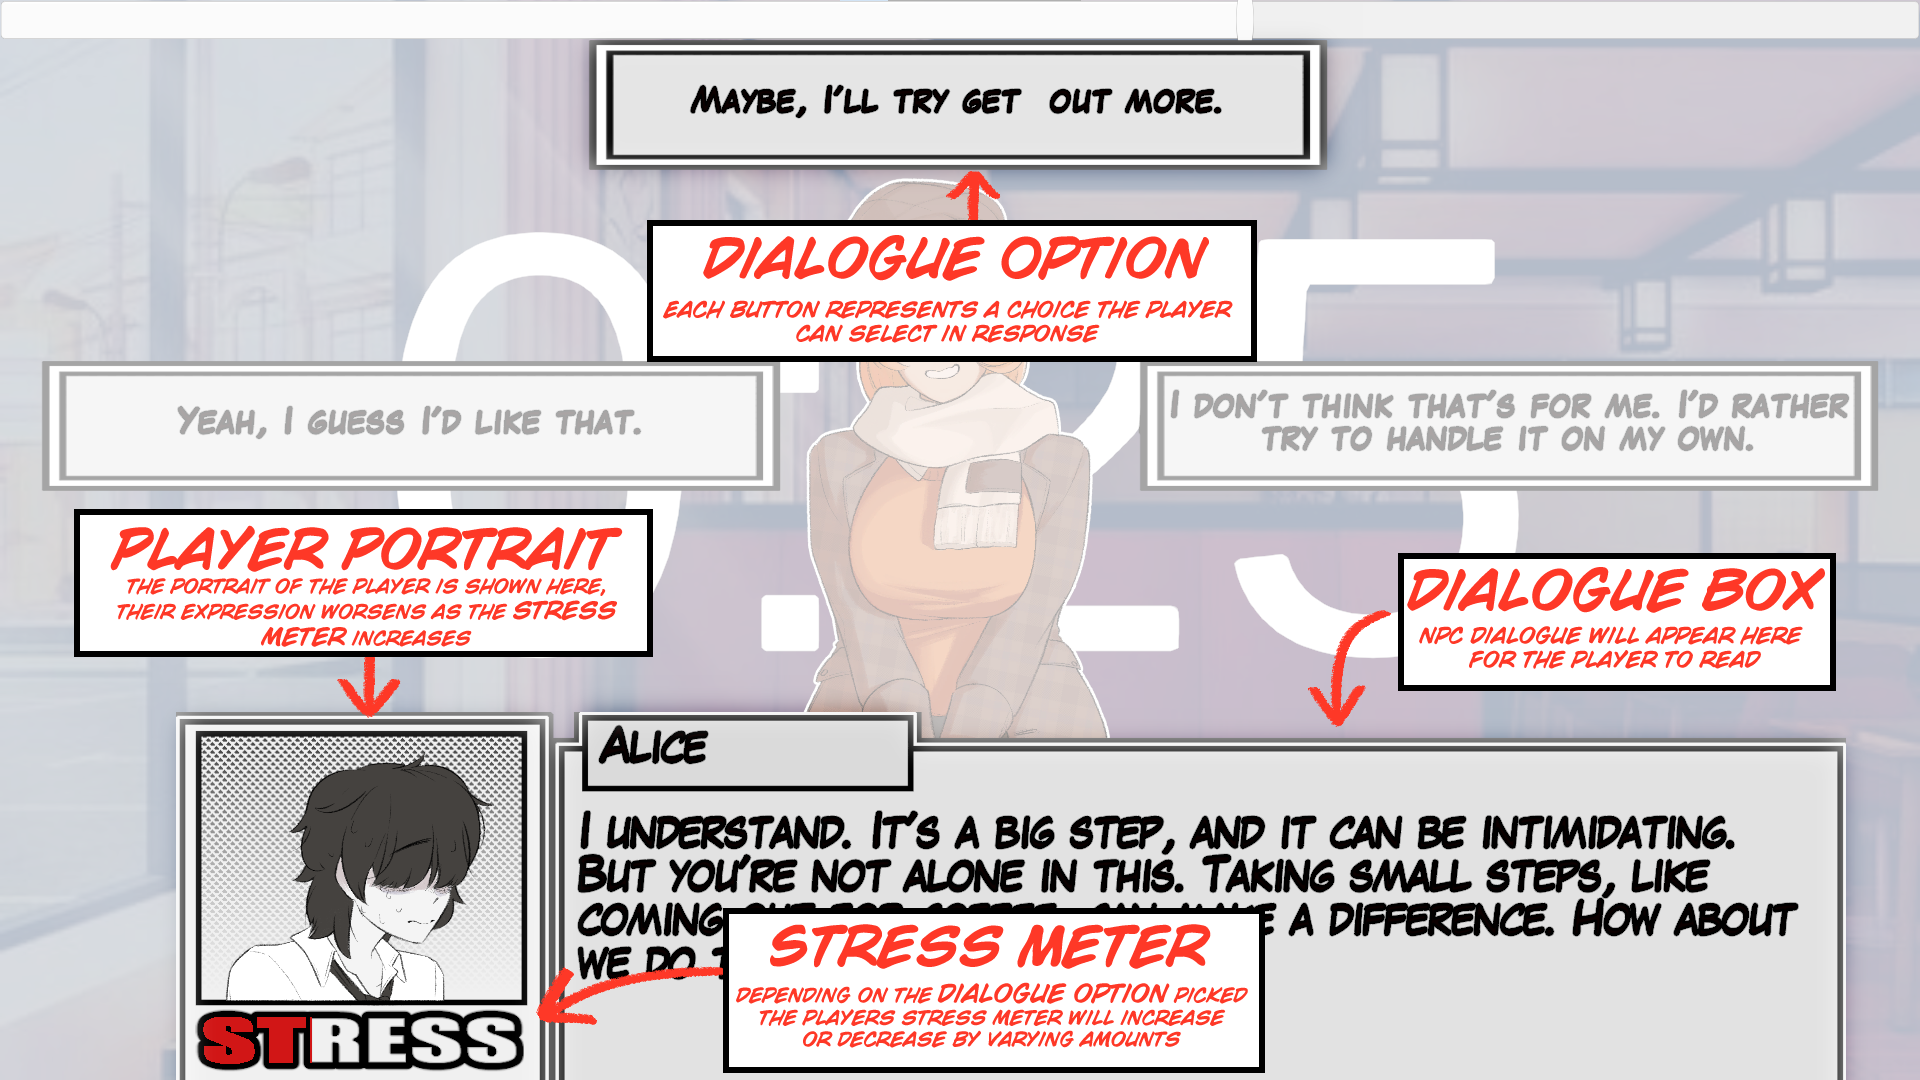 Maybe, I'll try get out more.
DIALOGUE OPTION
EACH BUTTON REPRESENTS A CHOICE THE PLAYER
CAN SELECT IN RESPONSE
Yeah, I guess I'd like that.
I don't think that's for me. I'd rather
try to handle it on my own.
PLAYER PORTRAIT
THE PORTRAIT OF THE PLAYER IS SHOWN HERE,
THEIR EXPRESSION WORSENS AS THE STRESS
METER INCREASES
DIALOGUE BOX
NPC DIALOGUE WILL APPEAR HERE
FOR THE PLAYER TO READ
Alice
I understand. It's a big step, and it can be intimidating.
But you're not alone in this. Taking small steps, like
coming a difference. How about
we do
STRESS METER
DEPENDING ON THE DIALOGUE OPTION PICKED
THE PLAYERS STRESS METER WILL INCREASE
OR DECREASE BY VARYING AMOUNTS
STRESS